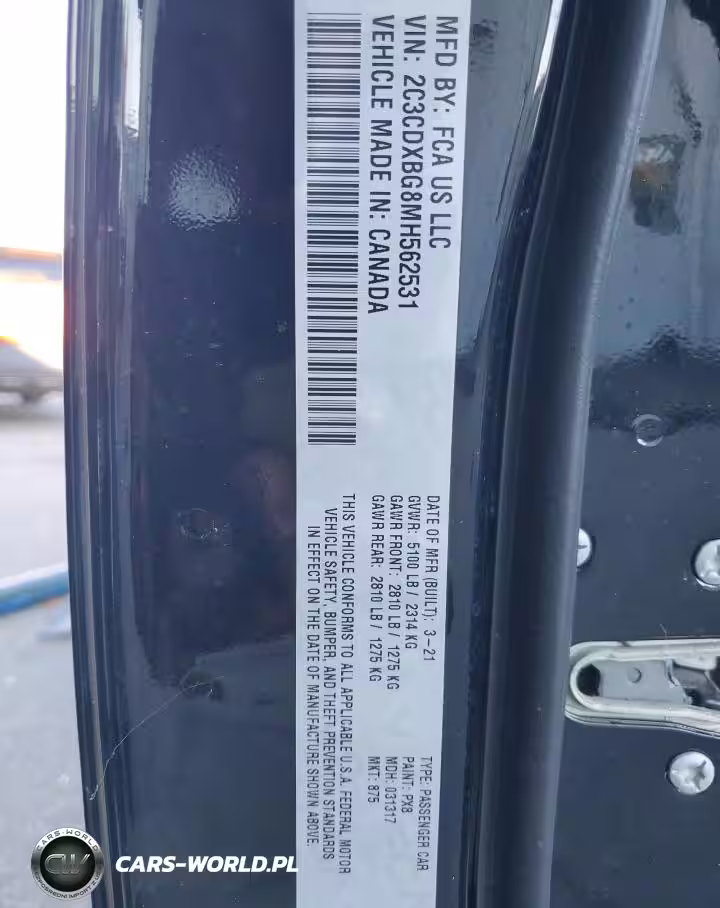 MFD BY: FCA US LLC
VIN: 2C3CDXBG8MH562531
VEHICLE MADE IN: CANADA
DATE OF MFR (BUILT): 3-21
GVWR: 5100 LB / 2314 KG
GAWR FRONT: 2810 LB / 1275 KG
GAWR REAR: 2810 LB / 1275 KG
TYPE: PASSENGER CAR
PAINT: PX8
MDH: 031317
MKT: 875
THIS VEHICLE CONFORMS TO ALL APPLICABLE U.S.A. FEDERAL MOTOR
VEHICLE SAFETY, BUMPER, AND THEFT PREVENTION STANDARDS
IN EFFECT ON THE DATE OF MANUFACTURE SHOWN ABOVE.
CARS-WORLD
CW
CARS-WORLD.PL